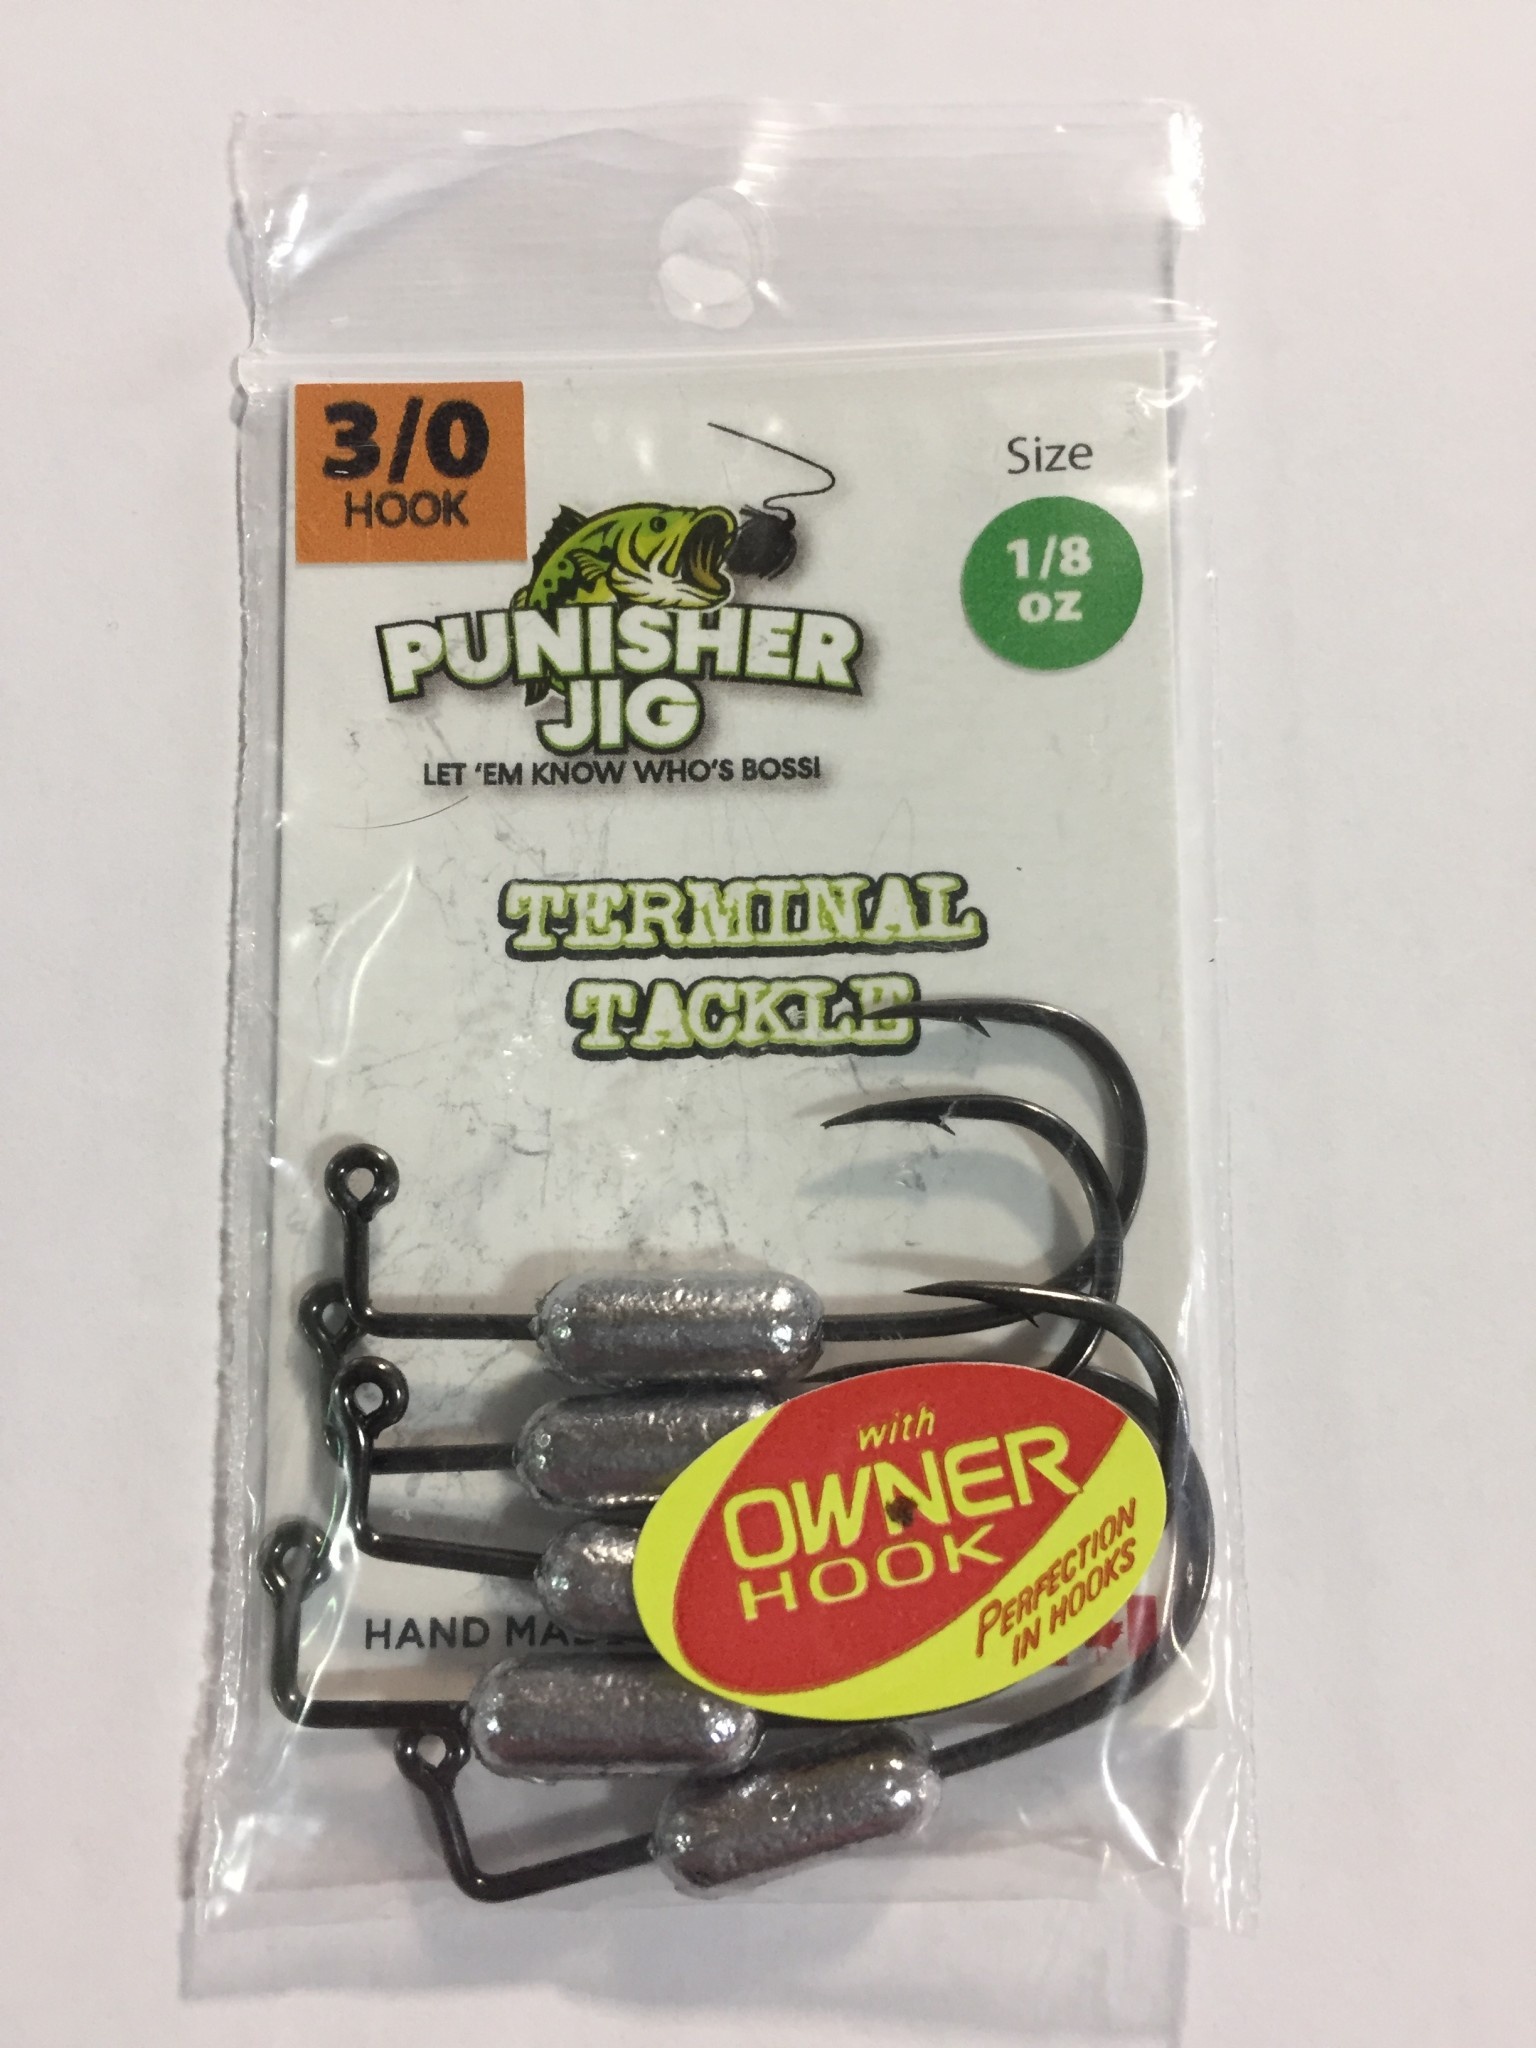 3/0
HOOK
Size
1/8
oz
PUNISHER
JIG
LET 'EM KNOW WHO'S BOSS!
TERMINAL
TACKLE
with
OWNER
HOOK
PERFECTION
IN HOOKS
HAND